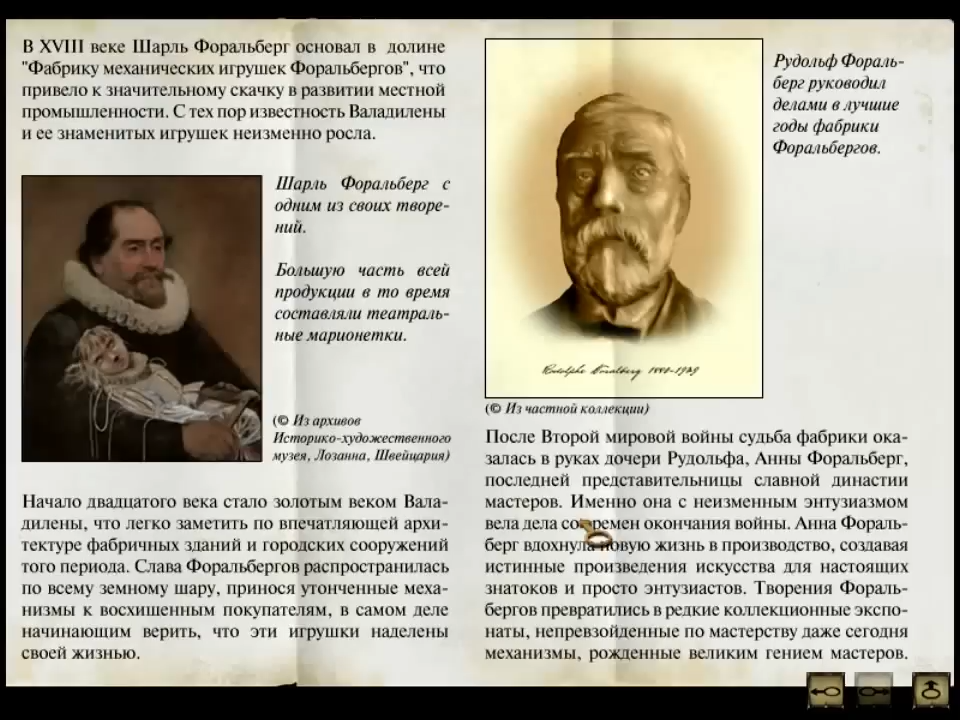 В XVIII веке Шарль Форальберг основал в долине
"Фабрику механических игрушек Форальбергов", что
привело к значительному скачку в развитии местной
промышленности. С тех пор известность Валадилены
и ее знаменитых игрушек неизменно росла.
Шарль Форальберг с
одним из своих творе-
ний.
Большую часть всей
продукции в то время
составляли театраль-
ные марионетки.
(© Из архивов
Историко-художественного
музея, Лозанна, Швейцария)
Начало двадцатого века стало золотым веком Вала-
дилены, что легко заметить по впечатляющей архи-
тектуре фабричных зданий и городских сооружений
того периода. Слава Форальбергов распространилась
по всему земному шару, принося утонченные меха-
низмы к восхищенным покупателям, в самом деле
начинающим верить, что эти игрушки наделены
своей жизнью.
Рудольф Фораль-
берг руководил
делами в лучшие
годы фабрики
Форальбергов.
(© Из частной коллекции)
После Второй мировой войны судьба фабрики ока-
залась в руках дочери Рудольфа, Анны Форальберг,
последней представительницы славной династии
мастеров. Именно она с неизменным энтузиазмом
вела дела со времен окончания войны. Анна Фораль-
берг вдохнула новую жизнь в производство, создавая
истинные произведения искусства для настоящих
знатоков и просто энтузиастов. Творения Фораль-
бергов превратились в редкие коллекционные экспо-
наты, непревзойденные по мастерству даже сегодня
механизмы, рожденные великим гением мастеров.